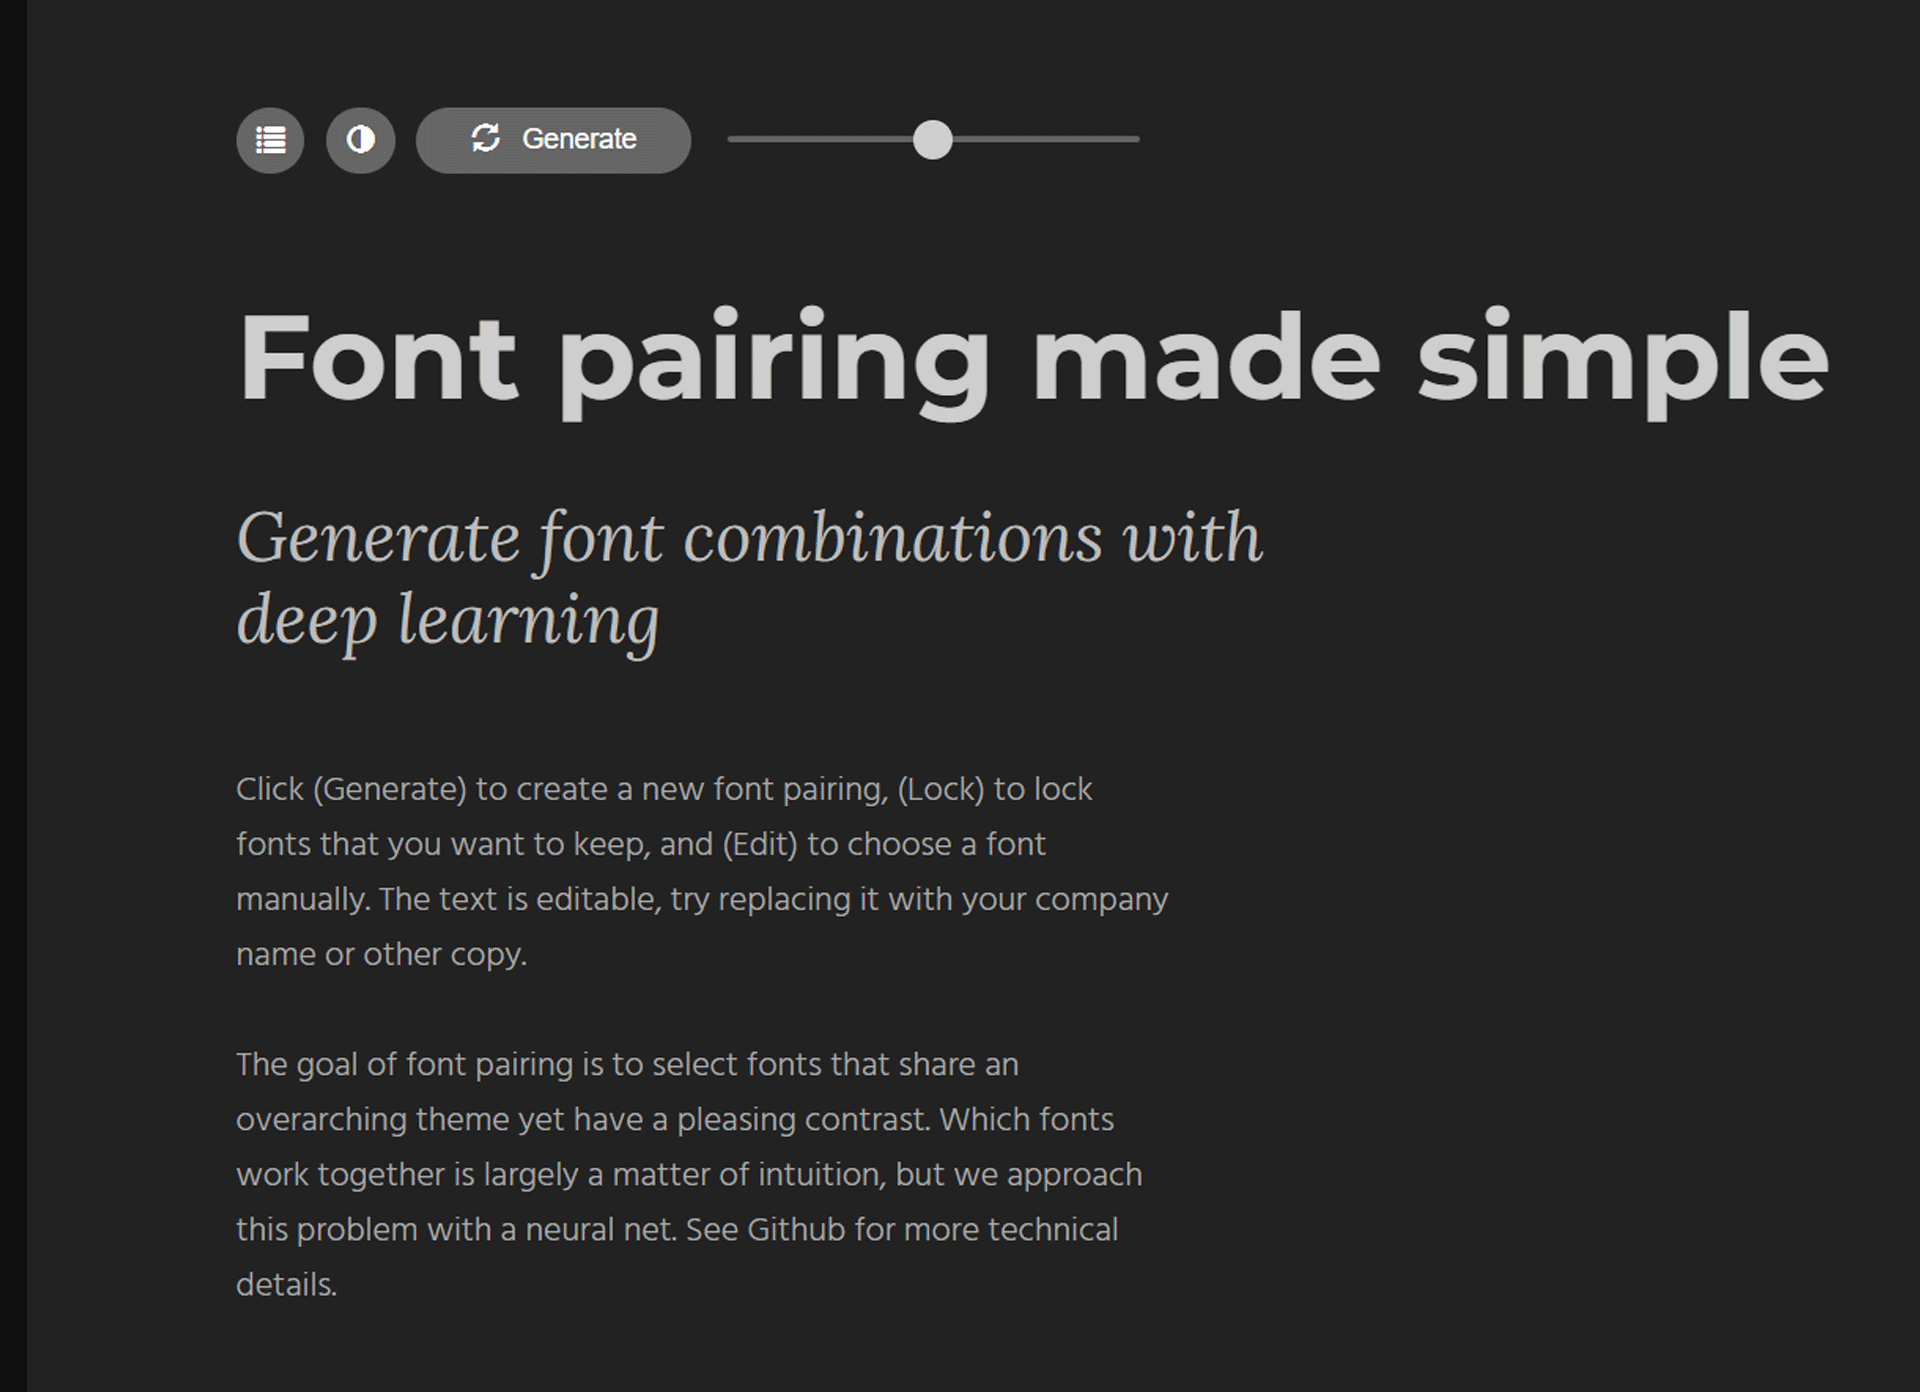 Generate
Font pairing made simple
Generate font combinations with
deep learning
Click (Generate) to create a new font pairing, (Lock) to lock
fonts that you want to keep, and (Edit) to choose a font
manually. The text is editable, try replacing it with your company
name or other copy.
The goal of font pairing is to select fonts that share an
overarching theme yet have a pleasing contrast. Which fonts
work together is largely a matter of intuition, but we approach
this problem with a neural net. See Github for more technical
details.